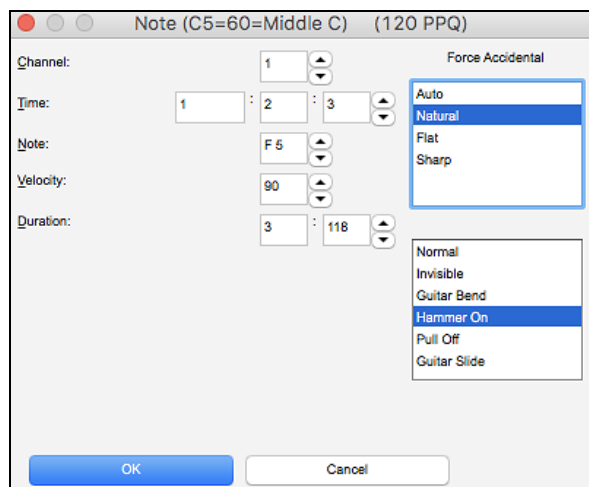 Note (C5=60=Middle C) (120 PPQ)
Channel: 1
Force Accidental
Time: 1 : 2 : 3
Auto
Natural
Flat
Sharp
Note: F 5
Velocity: 90
Duration: 3 : 118
Normal
Invisible
Guitar Bend
Hammer On
Pull Off
Guitar Slide
OK
Cancel